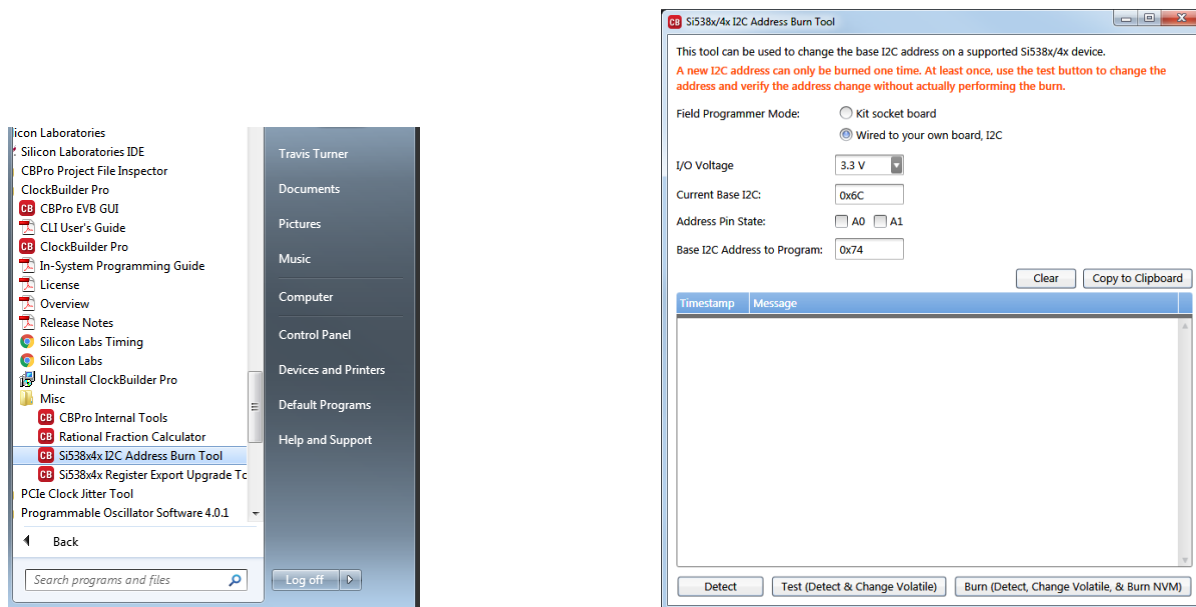 icon Laboratories
Silicon Laboratories IDE
CBPro Project File Inspector
ClockBuilder Pro
CB CBPro EVB GUI
CLI User's Guide
CB ClockBuilder Pro
In-System Programming Guide
License
Overview
Release Notes
Silicon Labs Timing
Silicon Labs
Uninstall ClockBuilder Pro
Misc
CB CBPro Internal Tools
CB Rational Fraction Calculator
CB Si538x4x I2C Address Burn Tool
CB Si538x4x Register Export Upgrade Tc
PCIe Clock Jitter Tool
Programmable Oscillator Software 4.0.1
Back
Search programs and files
Travis Turner
Documents
Pictures
Music
Computer
Control Panel
Devices and Printers
Default Programs
Help and Support
Log off
CB Si538x/4x I2C Address Burn Tool
This tool can be used to change the base I2C address on a supported Si538x/4x device.
A new I2C address can only be burned one time. At least once, use the test button to change the
address and verify the address change without actually performing the burn.
Field Programmer Mode: Kit socket board
Wired to your own board, I2C
I/O Voltage 3.3 V
Current Base I2C: 0x6C
Address Pin State: A0 A1
Base I2C Address to Program: 0x74
Clear Copy to Clipboard
Timestamp Message
Detect Test (Detect & Change Volatile) Burn (Detect, Change Volatile, & Burn NVM)